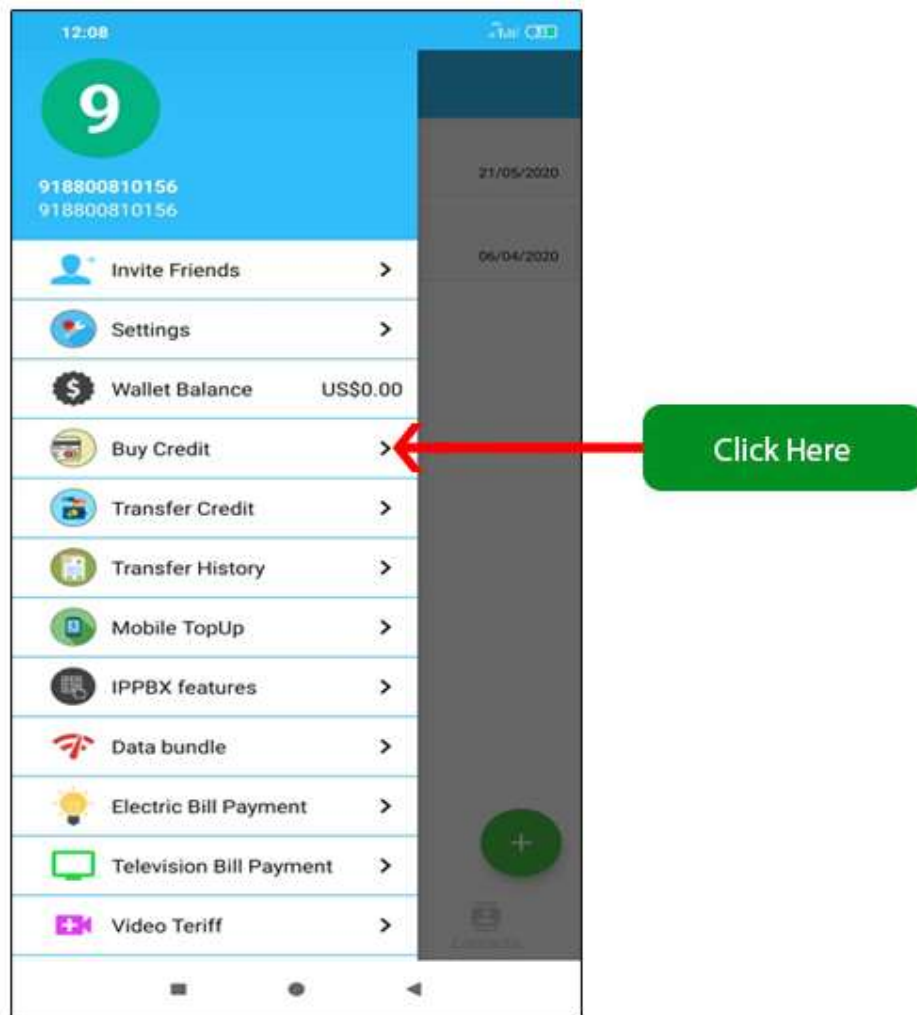 12:08
9
918800810156
918800810156
21/05/2020
06/04/2020
Invite Friends
Settings
Wallet Balance US$0.00
Buy Credit
Click Here
Transfer Credit
Transfer History
Mobile TopUp
IPPBX features
Data bundle
Electric Bill Payment
+
Television Bill Payment
Video Teriff
Contacts